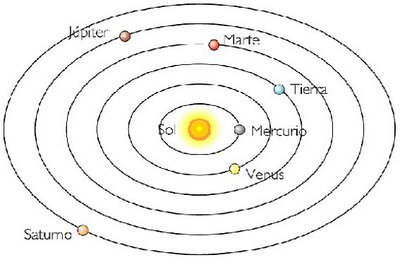 Júpiter
Marte
Tierra
Sol
Mercurio
Venus
Saturno